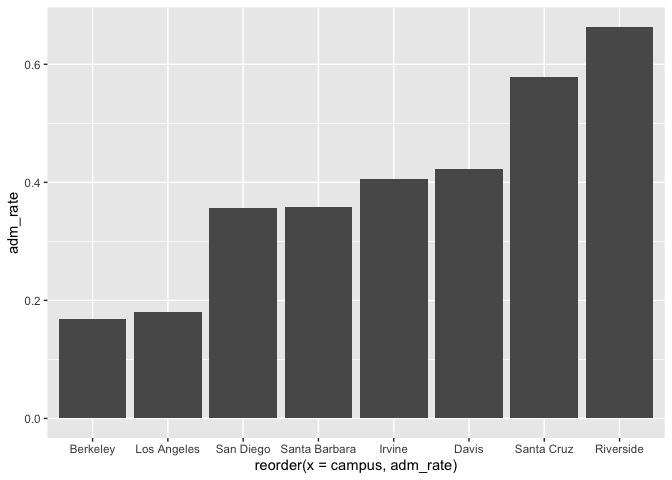 adm_rate
0.6
0.4
0.2
0.0
Berkeley Los Angeles San Diego Santa Barbara Irvine Davis Santa Cruz Riverside
reorder(x = campus, adm_rate)